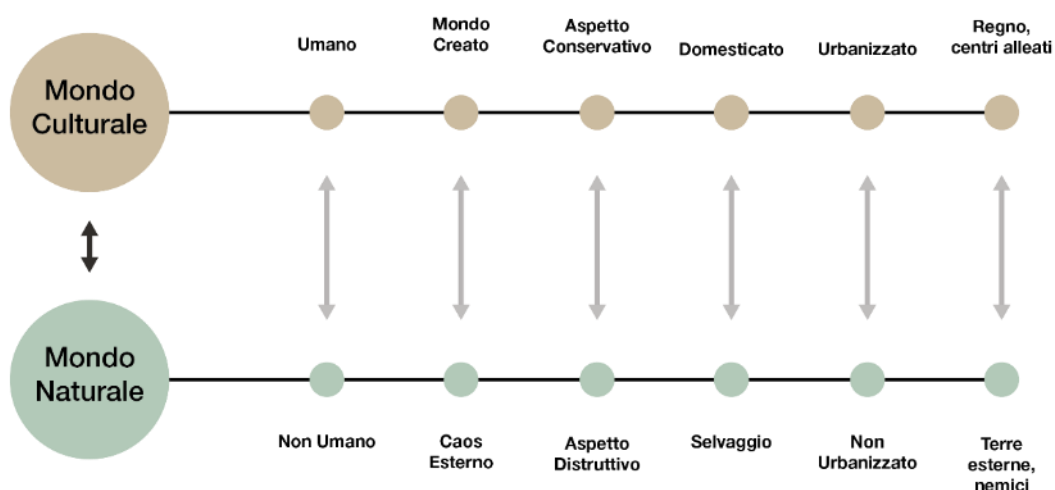 Mondo
Culturale
Umano
Mondo
Creato
Aspetto
Conservativo
Domesticato
Urbanizzato
Regno,
centri alleati
Mondo
Naturale
Non Umano
Caos
Esterno
Aspetto
Distruttivo
Selvaggio
Non
Urbanizzato
Terre
esterne,
nemici